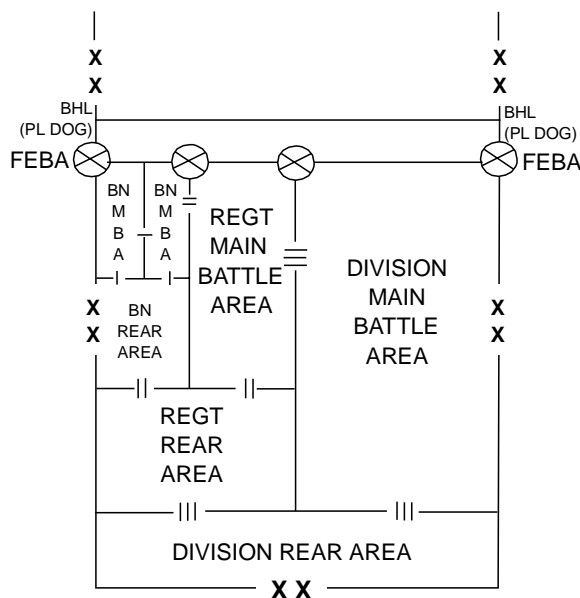 X X
X X
BHL BHL
(PL DOG) (PL DOG)
FEBA FEBA
BN BN
M M
B B
A A
REGT
MAIN
BATTLE
AREA
DIVISION
MAIN
BATTLE
AREA
X X
X X
BN
REAR
AREA
REGT
REAR
AREA
DIVISION REAR AREA
X X